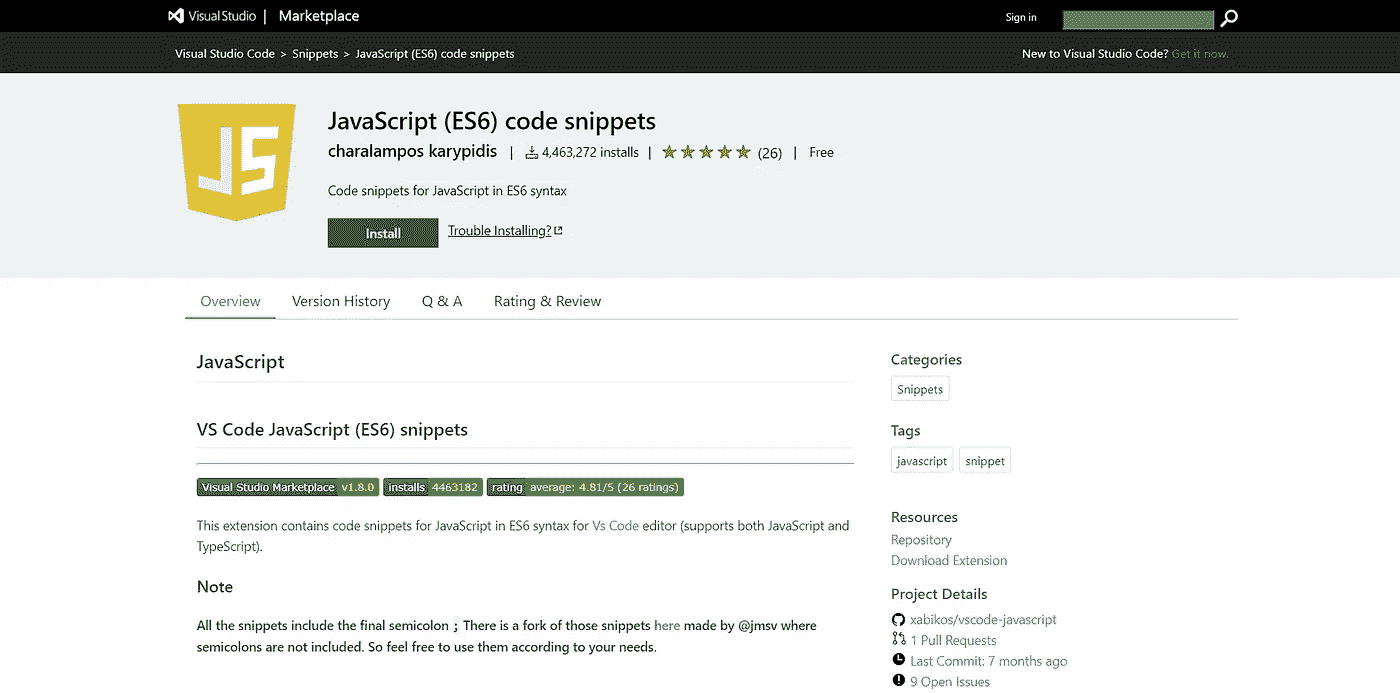 Visual Studio | Marketplace
Sign in
Visual Studio Code > Snippets > JavaScript (ES6) code snippets
New to Visual Studio Code? Get it now.
JS
JavaScript (ES6) code snippets
charalampos karypidis | 4,463,272 installs | (26) | Free
Code snippets for JavaScript in ES6 syntax
Install
Trouble Installing?
Overview
Version History
Q & A
Rating & Review
JavaScript
VS Code JavaScript (ES6) snippets
Visual Studio Marketplace v1.8.0 installs 4463182 rating average: 4.81/5 (26 ratings)
This extension contains code snippets for JavaScript in ES6 syntax for Vs Code editor (supports both JavaScript and
TypeScript).
Note
All the snippets include the final semicolon ; There is a fork of those snippets here made by @jmsv where
semicolons are not included. So feel free to use them according to your needs.
Categories
Snippets
Tags
javascript snippet
Resources
Repository
Download Extension
Project Details
xabikos/vscode-javascript
1 Pull Requests
Last Commit: 7 months ago
9 Open Issues